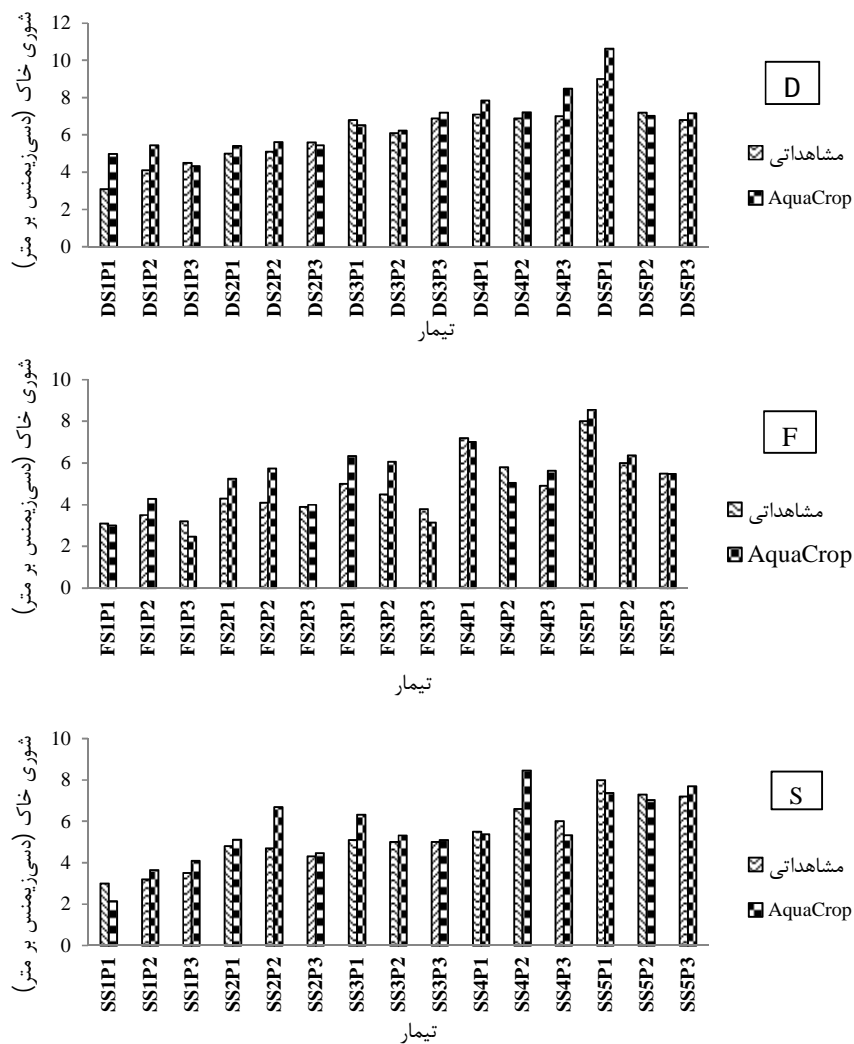 شوری خاک (دسی‌زیمنس بر متر)
12
10
8
6
4
2
0
DS1P1
DS1P2
DS1P3
DS2P1
DS2P2
DS2P3
DS3P1
DS3P2
DS3P3
DS4P1
DS4P2
DS4P3
DS5P1
DS5P2
DS5P3
تیمار
D
مشاهداتی
AquaCrop
شوری خاک (دسی‌زیمنس بر متر)
10
8
6
4
2
0
FS1P1
FS1P2
FS1P3
FS2P1
FS2P2
FS2P3
FS3P1
FS3P2
FS3P3
FS4P1
FS4P2
FS4P3
FS5P1
FS5P2
FS5P3
تیمار
F
مشاهداتی
AquaCrop
شوری خاک (دسی‌زیمنس بر متر)
10
8
6
4
2
0
SS1P1
SS1P2
SS1P3
SS2P1
SS2P2
SS2P3
SS3P1
SS3P2
SS3P3
SS4P1
SS4P2
SS4P3
SS5P1
SS5P2
SS5P3
تیمار
S
مشاهداتی
AquaCrop